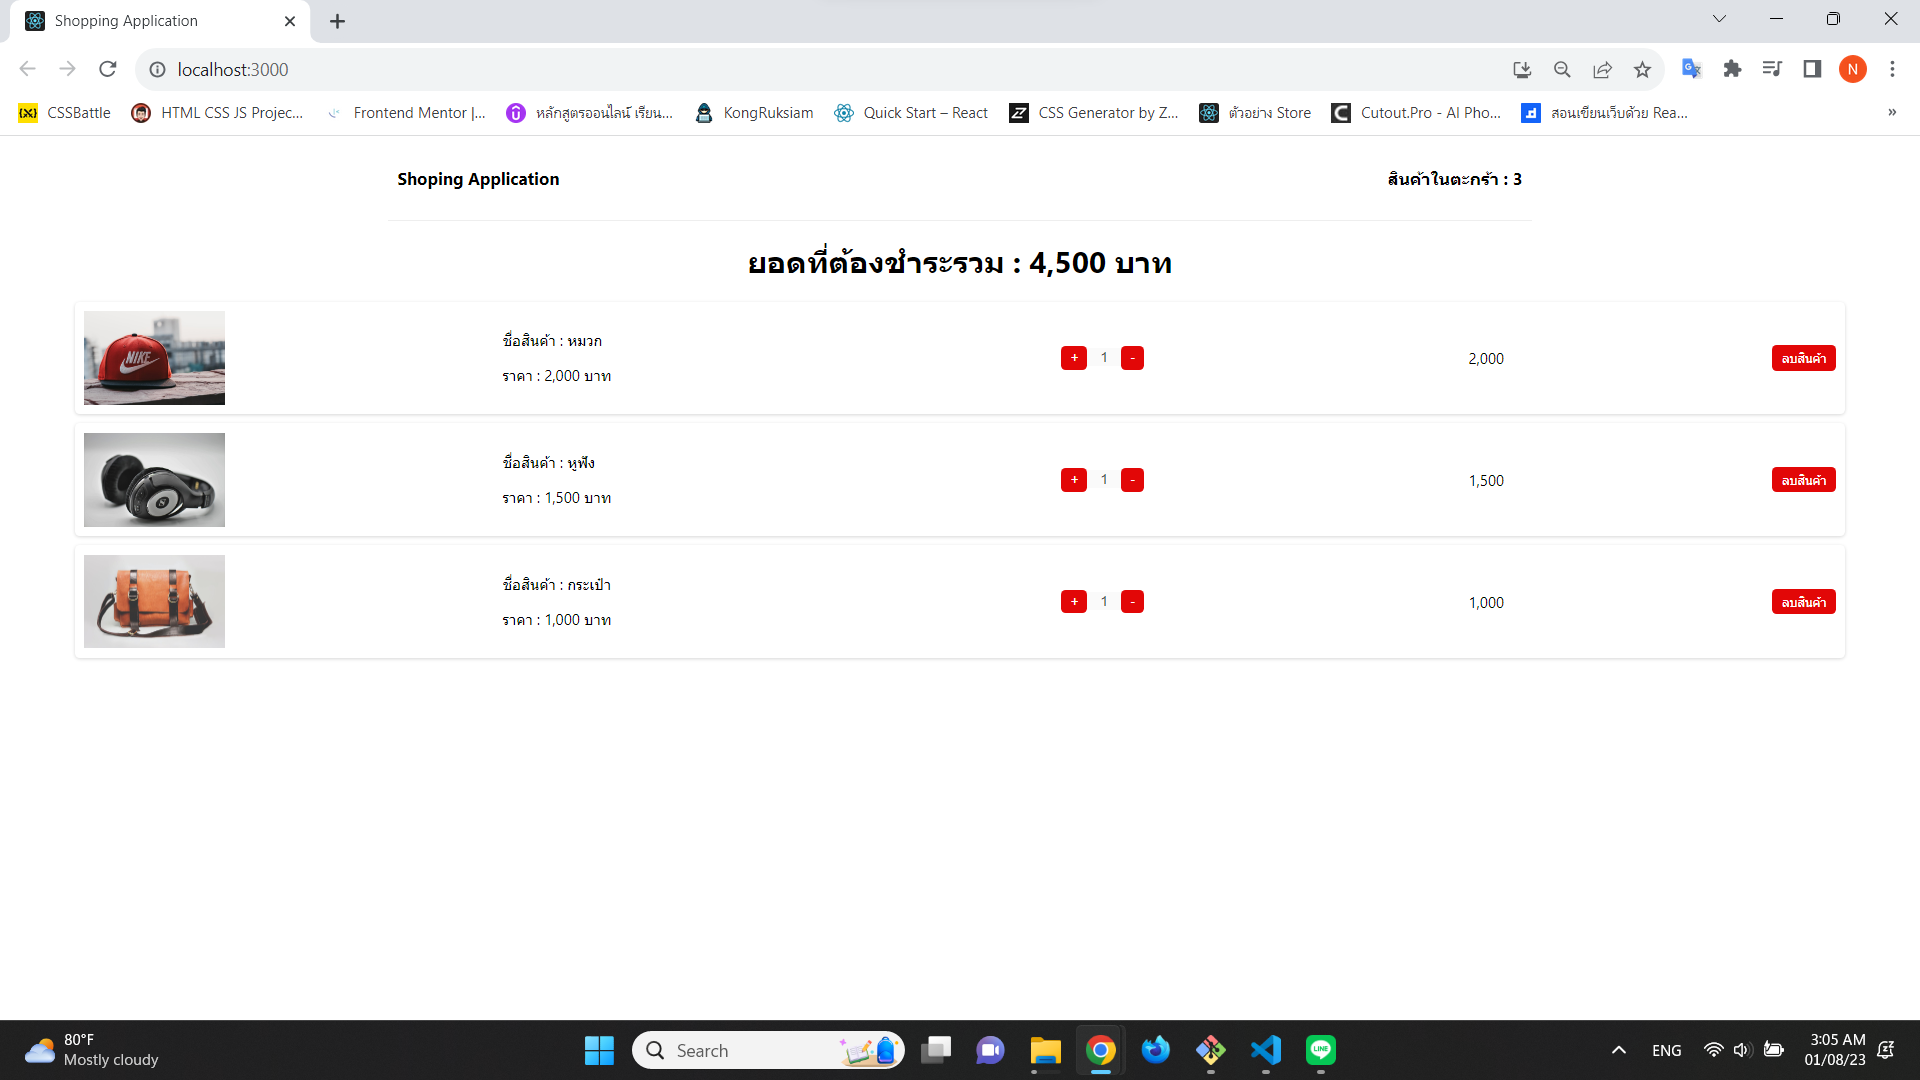 Shopping Application
localhost:3000
CSSBattle
HTML CSS JS Projec...
Frontend Mentor |...
หลักสูตรออนไลน์ เรียน...
KongRuksiam
Quick Start – React
CSS Generator by Z...
ตัวอย่าง Store
Cutout.Pro - AI Pho...
สอนเขียนเว็บด้วย Rea...
»
N
Shoping Application
สินค้าในตะกร้า : 3
ยอดที่ต้องชำระรวม : 4,500 บาท
NIKE
ชื่อสินค้า : หมวก
ราคา : 2,000 บาท
+ 1 -
2,000
ลบสินค้า
ชื่อสินค้า : หูฟัง
ราคา : 1,500 บาท
+ 1 -
1,500
ลบสินค้า
ชื่อสินค้า : กระเป๋า
ราคา : 1,000 บาท
+ 1 -
1,000
ลบสินค้า
80°F
Mostly cloudy
Search
LINE
ENG
3:05 AM
01/08/23